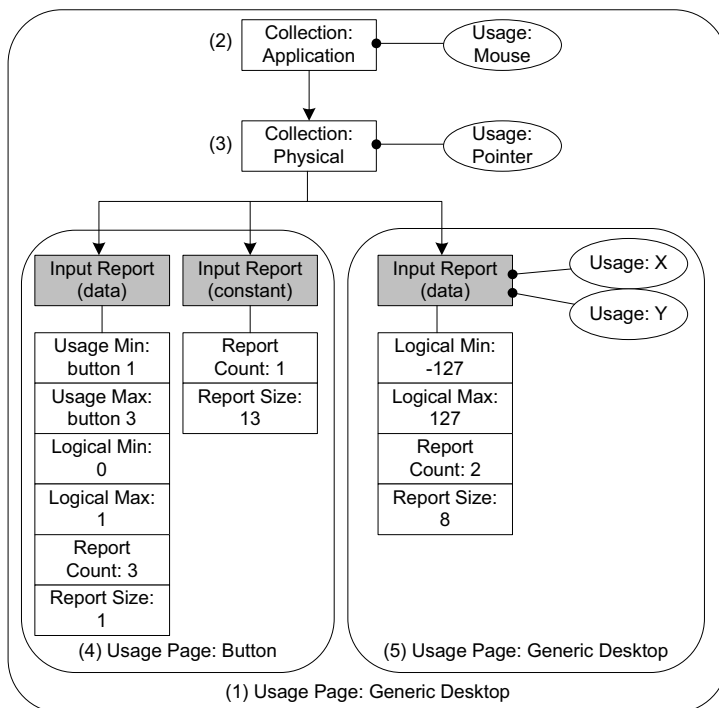 (2)
Collection:
Application
Usage:
Mouse
(3)
Collection:
Physical
Usage:
Pointer
Input Report
(data)
Usage Min:
button 1
Usage Max:
button 3
Logical Min:
0
Logical Max:
1
Report
Count: 3
Report Size:
1
Input Report
(constant)
Report
Count: 1
Report Size:
13
(4) Usage Page: Button
Input Report
(data)
Usage: X
Usage: Y
Logical Min:
-127
Logical Max:
127
Report
Count: 2
Report Size:
8
(5) Usage Page: Generic Desktop
(1) Usage Page: Generic Desktop